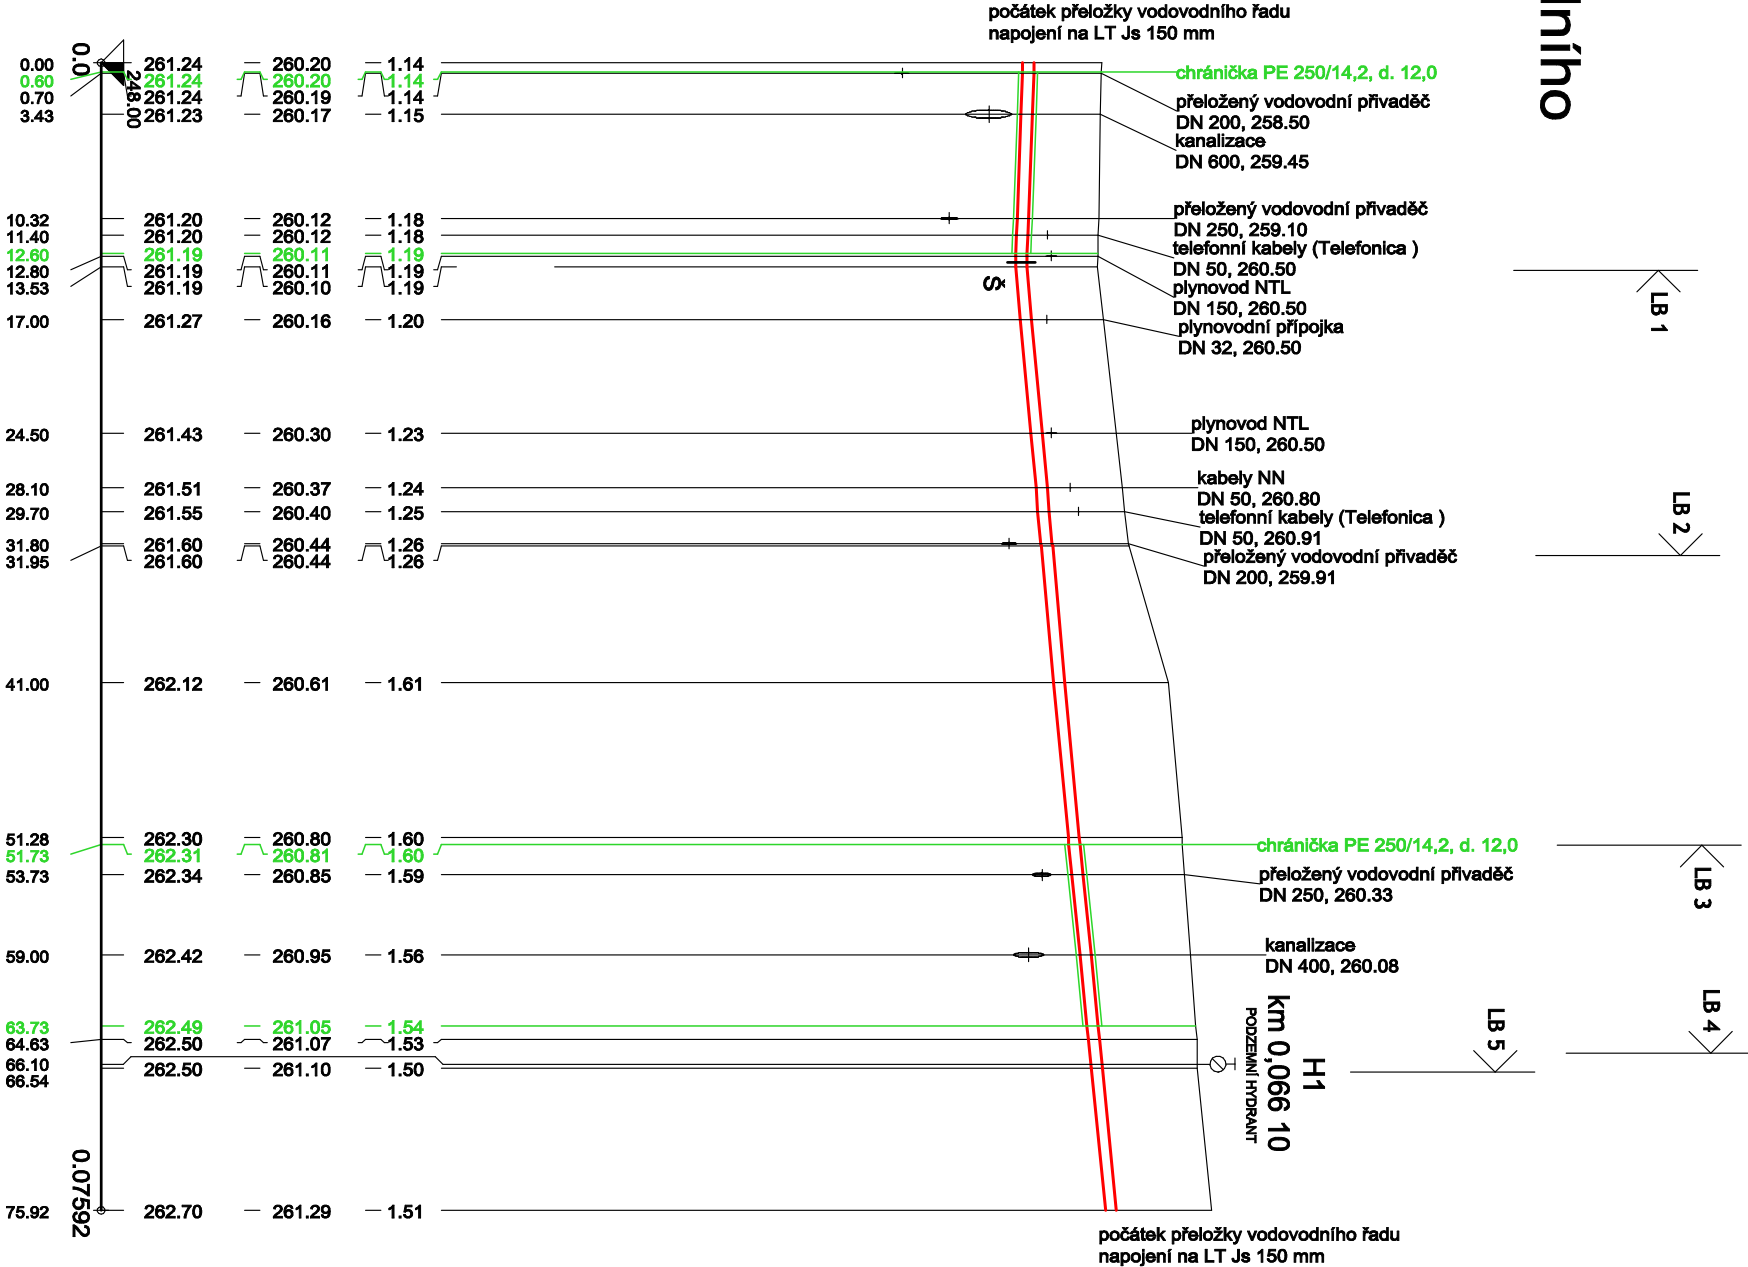 počátek přeložky vodovodního řadu
napojení na LT Js 150 mm
dního
0.0
248.00
0.00 261.24 260.20 1.14
0.60 261.24 260.20 1.14
0.70 261.24 260.19 1.14
3.43 261.23 260.17 1.15
chránička PE 250/14,2, d. 12,0
přeložený vodovodní přivaděč
DN 200, 258.50
kanalizace
DN 600, 259.45
10.32 261.20 260.12 1.18
11.40 261.20 260.12 1.18
12.60 261.19 260.11 1.19
12.80 261.19 260.11 1.19
13.53 261.19 260.10 1.19
17.00 261.27 260.16 1.20
Š
přeložený vodovodní přivaděč
DN 250, 259.10
telefonní kabely (Telefonica )
DN 50, 260.50
plynovod NTL
DN 150, 260.50
plynovodní přípojka
DN 32, 260.50
LB 1
24.50 261.43 260.30 1.23
plynovod NTL
DN 150, 260.50
28.10 261.51 260.37 1.24
29.70 261.55 260.40 1.25
31.80 261.60 260.44 1.26
31.95 261.60 260.44 1.26
kabely NN
DN 50, 260.80
telefonní kabely (Telefonica )
DN 50, 260.91
přeložený vodovodní přivaděč
DN 200, 259.91
LB 2
41.00 262.12 260.61 1.61
51.28 262.30 260.80 1.60
51.73 262.31 260.81 1.60
53.73 262.34 260.85 1.59
chránička PE 250/14,2, d. 12,0
přeložený vodovodní přivaděč
DN 250, 260.33
LB 3
59.00 262.42 260.95 1.56
kanalizace
DN 400, 260.08
63.73 262.49 261.05 1.54
64.63 262.50 261.07 1.53
66.10
66.54 262.50 261.10 1.50
H1
km 0,066 10
PODZEMNÍ HYDRANT
LB 5
LB 4
0.07592
75.92 262.70 261.29 1.51
počátek přeložky vodovodního řadu
napojení na LT Js 150 mm